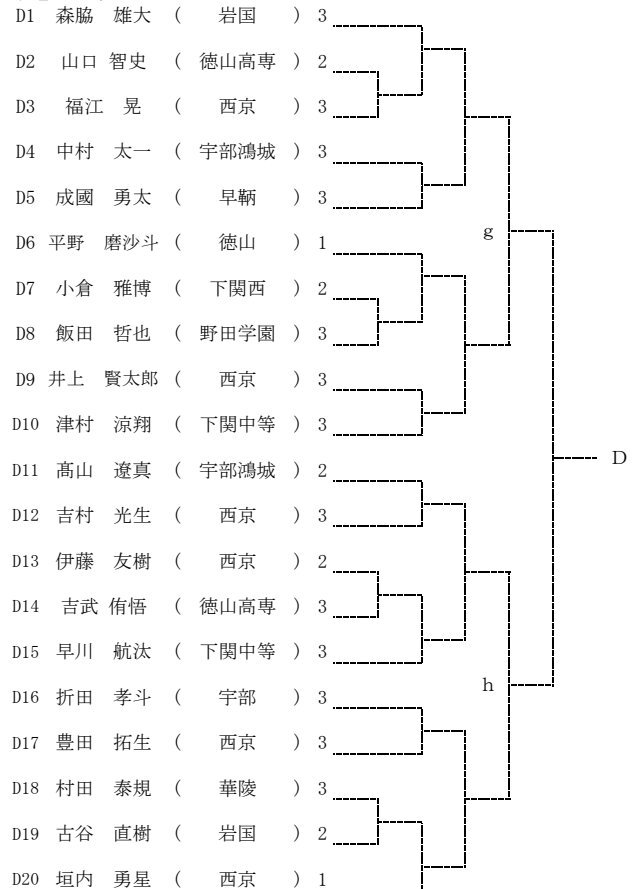 D1 森脇 雄大 ( 岩国 ) 3
D2 山口 智史 ( 徳山高専 ) 2
D3 福江 晃 ( 西京 ) 3
D4 中村 太一 ( 宇部鴻城 ) 3
D5 成國 勇太 ( 早鞆 ) 3
g
D6 平野 磨沙斗 ( 徳山 ) 1
D7 小倉 雅博 ( 下関西 ) 2
D8 飯田 哲也 ( 野田学園 ) 3
D9 井上 賢太郎 ( 西京 ) 3
D10 津村 涼翔 ( 下関中等 ) 3
D
D11 髙山 遼真 ( 宇部鴻城 ) 2
D12 吉村 光生 ( 西京 ) 3
D13 伊藤 友樹 ( 西京 ) 2
D14 吉武 侑悟 ( 徳山高専 ) 3
D15 早川 航汰 ( 下関中等 ) 3
h
D16 折田 孝斗 ( 宇部 ) 3
D17 豊田 拓生 ( 西京 ) 3
D18 村田 泰規 ( 華陵 ) 3
D19 古谷 直樹 ( 岩国 ) 2
D20 垣内 勇星 ( 西京 ) 1